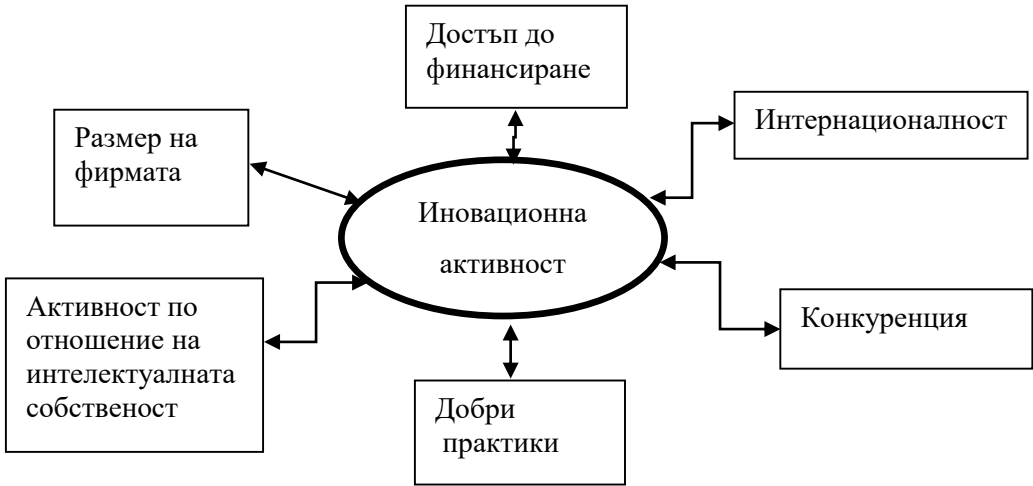 Достъп до
финансиране
Интернационалност
Размер на
фирмата
Иновационна
активност
Активност по
отношение на
интелектуалната
собственост
Конкуренция
Добри
практики